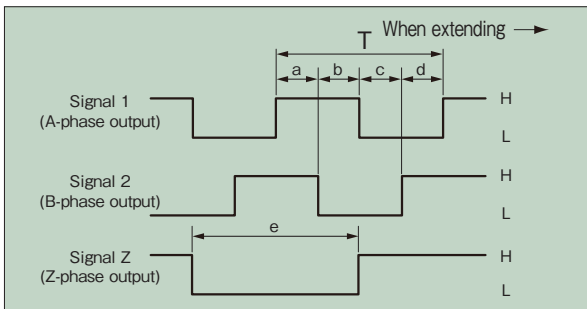 When extending →
T
a b c d
Signal 1
(A-phase output)
H
L
Signal 2
(B-phase output)
H
L
e
Signal Z
(Z-phase output)
H
L